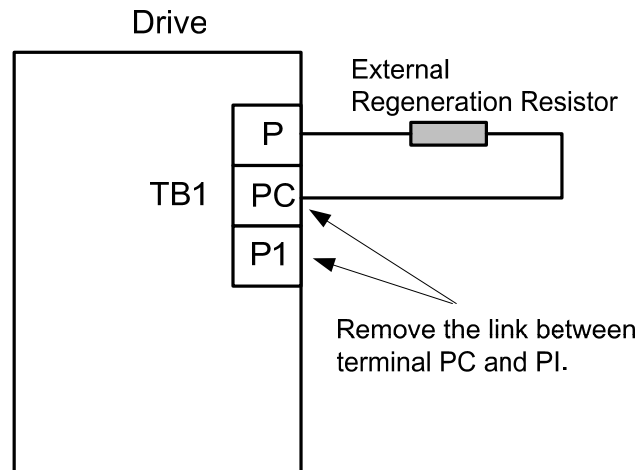 Drive
External
Regeneration Resistor
P
TB1 PC
P1
Remove the link between
terminal PC and PI.